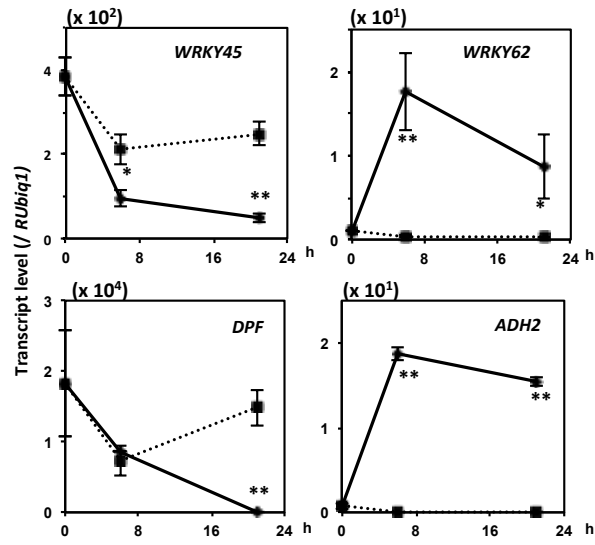 (x 10²)
WRKY45
4
2
0
*
**
0 8 16 24 h
(x 10¹)
WRKY62
2
1
0
**
*
0 8 16 24 h
Transcript level (/ RUbiq1)
(x 10⁴)
DPF
3
2
1
0
**
0 8 16 24 h
(x 10¹)
ADH2
2
1
0
**
**
0 8 16 24 h